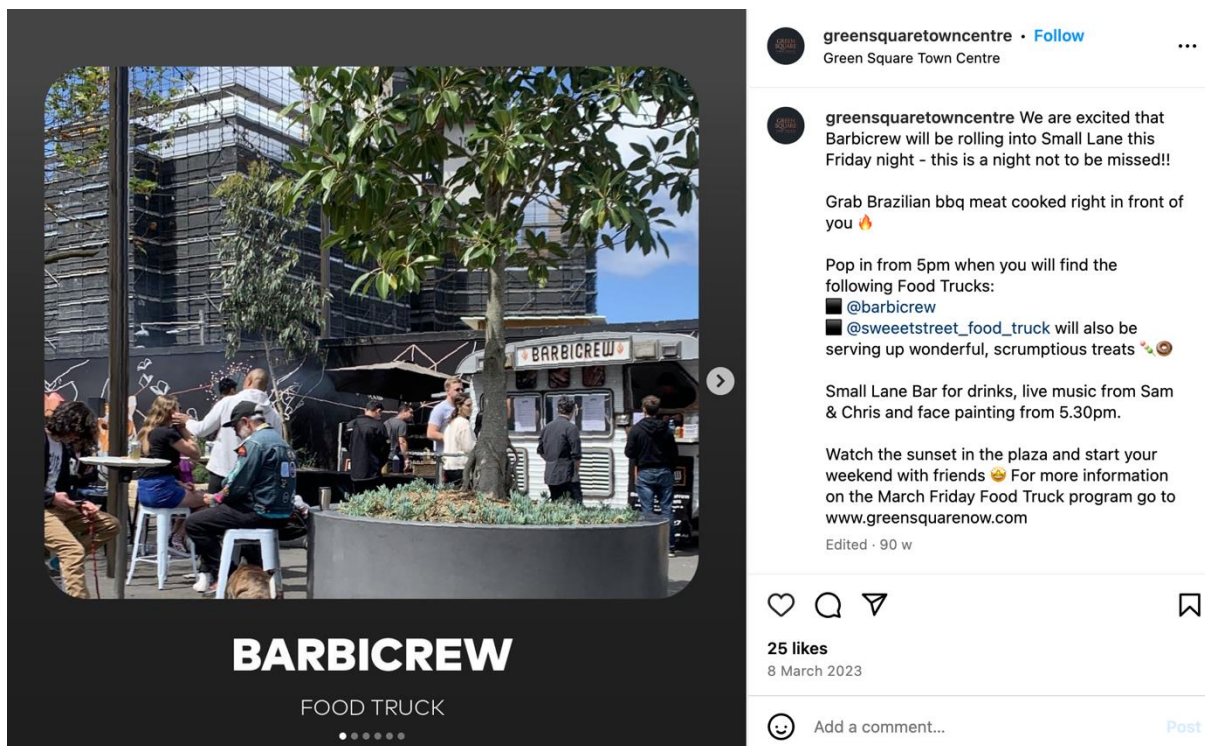 BARBICREW
BARBICREW
FOOD TRUCK
greensquaretowncentre • Follow
Green Square Town Centre
greensquaretowncentre We are excited that
Barbicrew will be rolling into Small Lane this
Friday night - this is a night not to be missed!!
Grab Brazilian bbq meat cooked right in front of
you 🔥
Pop in from 5pm when you will find the
following Food Trucks:
⬛ @barbicrew
⬛ @sweeetstreet_food_truck will also be
serving up wonderful, scrumptious treats 🍡🍩
Small Lane Bar for drinks, live music from Sam
& Chris and face painting from 5.30pm.
Watch the sunset in the plaza and start your
weekend with friends 🤩 For more information
on the March Friday Food Truck program go to
www.greensquarenow.com
Edited · 90 w
25 likes
8 March 2023
Add a comment...
Post